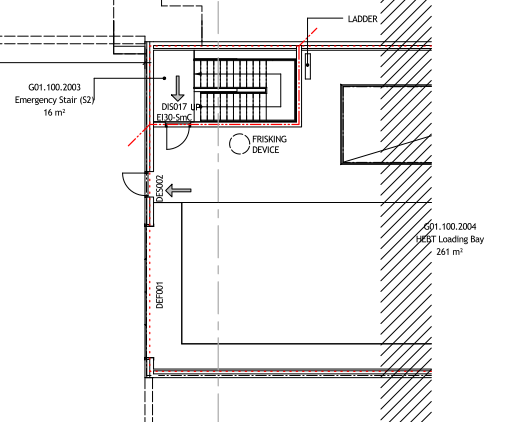 LADDER
G01.100.2003
Emergency Stair (S2)
16 m²
DIS017 UP
EI30-SmC
FRISKING
DEVICE
DES002
G01.100.2004
HEBT Loading Bay
261 m²
DEF001